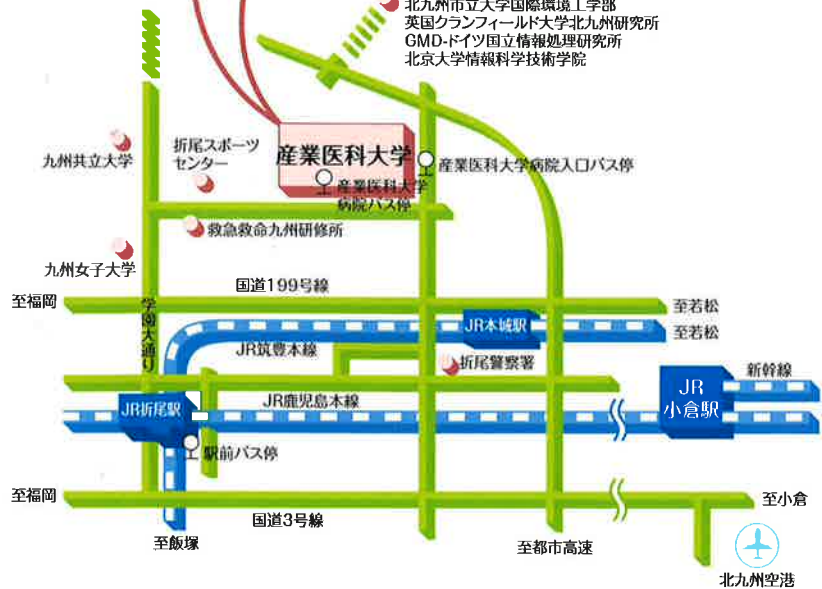 北九州市立大学国際環境工学部
英国クランフィールド大学北九州研究所
GMD-ドイツ国立情報処理研究所
北京大学情報科学技術学院
九州共立大学
折尾スポーツ
センター
産業医科大学
産業医科大学病院入口バス停
産業医科大学
病院バス停
救急救命九州研修所
九州女子大学
国道199号線
至福岡
至若松
学園大通り
JR本城駅
至若松
JR筑豊本線
折尾警察署
新幹線
JR
小倉駅
JR折尾駅
JR鹿児島本線
駅前バス停
至福岡
至小倉
国道3号線
至飯塚
至都市高速
北九州空港